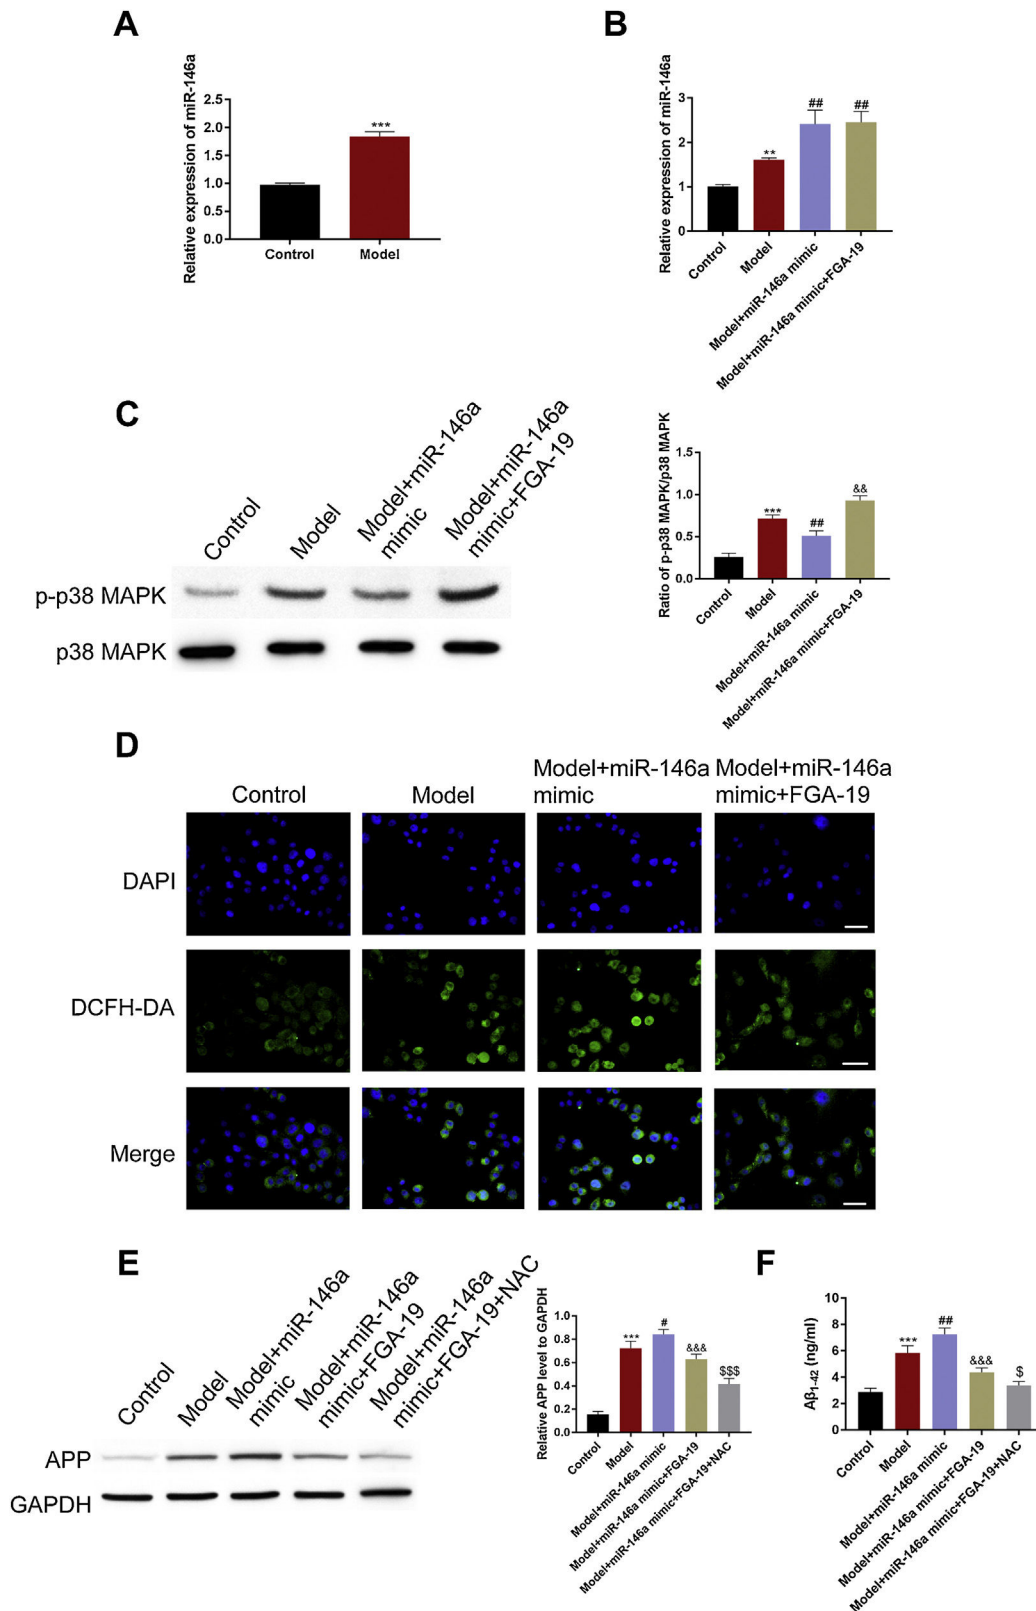 A
Relative expression of miR-146a
2.5
2.0
1.5
1.0
0.5
0.0
***
Control
Model
B
Relative expression of miR-146a
3
2
1
0
**
##
##
Control
Model
Model+miR-146a mimic
Model+miR-146a mimic+FGA-19
C
Control
Model
Model+miR-146a
mimic
Model+miR-146a
mimic+FGA-19
p-p38 MAPK
p38 MAPK
Ratio of p-p38 MAPK/p38 MAPK
1.5
1.0
0.5
0.0
***
##
&&
Control
Model
Model+miR-146a mimic
Model+miR-146a mimic+FGA-19
D
Control
Model
Model+miR-146a
mimic
Model+miR-146a
mimic+FGA-19
DAPI
DCFH-DA
Merge
E
Control
Model
Model+miR-146a
mimic
Model+miR-146a
mimic+FGA-19
Model+miR-146a
mimic+FGA-19+NAC
APP
GAPDH
Relative APP level to GAPDH
1.0
0.8
0.6
0.4
0.2
0.0
***
#
&&&
$$$
Control
Model
Model+miR-146a mimic
Model+miR-146a mimic+FGA-19
Model+miR-146a mimic+FGA-19+NAC
F
Aβ1-42 (ng/ml)
10
8
6
4
2
0
***
##
&&&
$
Control
Model
Model+miR-146a mimic
Model+miR-146a mimic+FGA-19
Model+miR-146a mimic+FGA-19+NAC